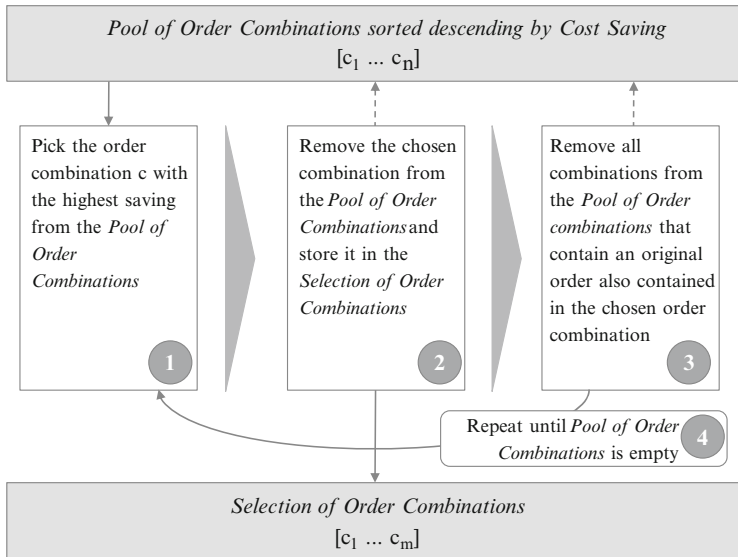 Pool of Order Combinations sorted descending by Cost Saving
[c1 ... cn]
Pick the order
combination c with
the highest saving
from the Pool of
Order
Combinations
1
Remove the chosen
combination from
the Pool of Order
Combinations and
store it in the
Selection of Order
Combinations
2
Remove all
combinations from
the Pool of Order
combinations that
contain an original
order also contained
in the chosen order
combination
3
Repeat until Pool of Order
Combinations is empty
4
Selection of Order Combinations
[c1 ... cm]